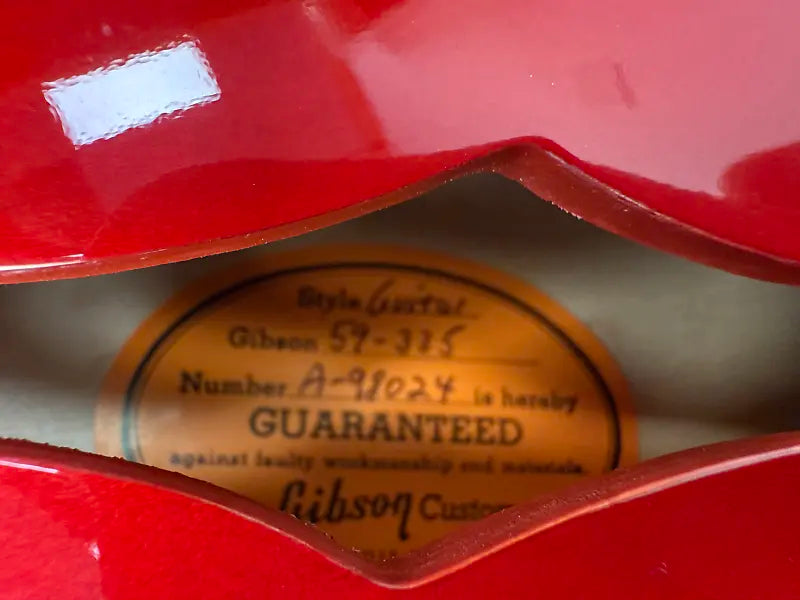 Style Guitar
Gibson 59-335
Number A-98024 is hereby
GUARANTEED
against faulty workmanship and materials.
Gibson Custom